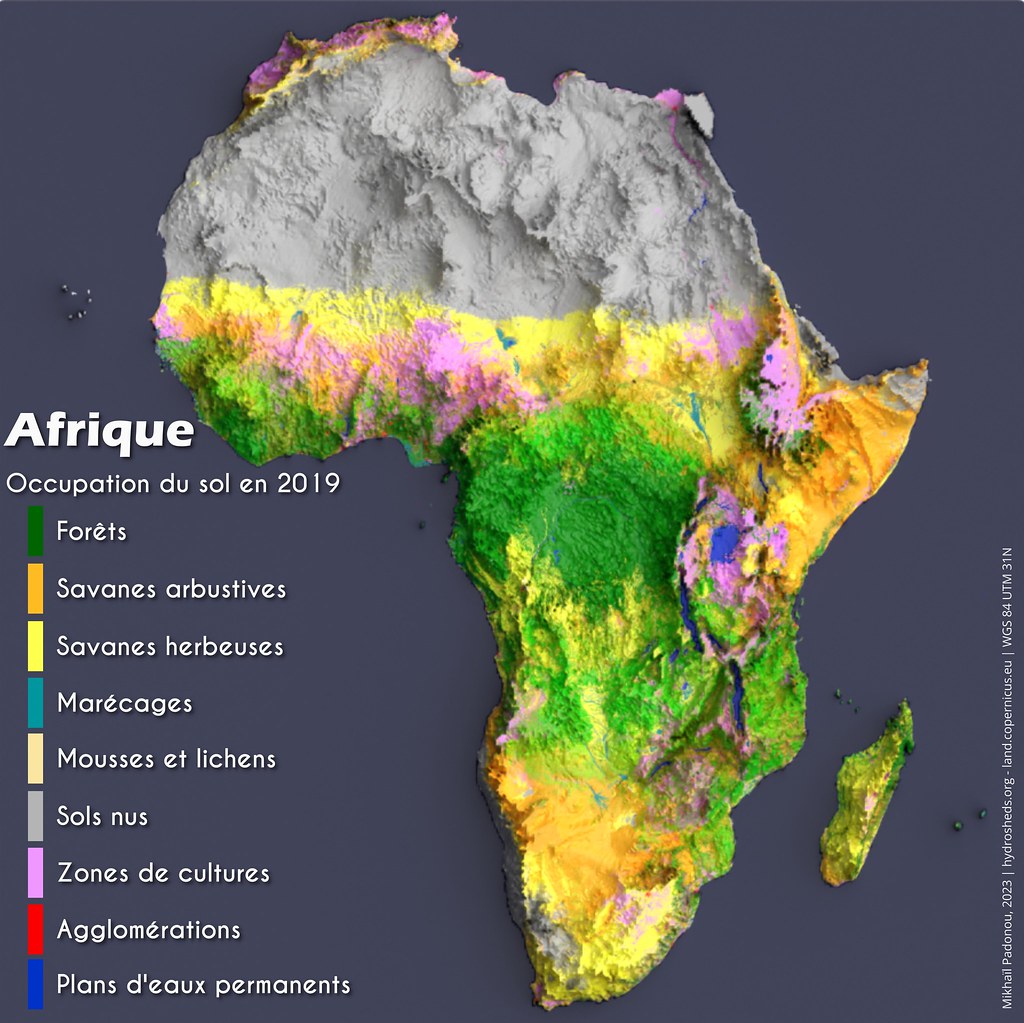 Afrique
Occupation du sol en 2019
Forêts
Savanes arbustives
Savanes herbeuses
Marécages
Mousses et lichens
Sols nus
Zones de cultures
Agglomérations
Plans d'eaux permanents
Mikhaïl Padonou, 2023 | hydrosheds.org - land.copernicus.eu | WGS 84 UTM 31N